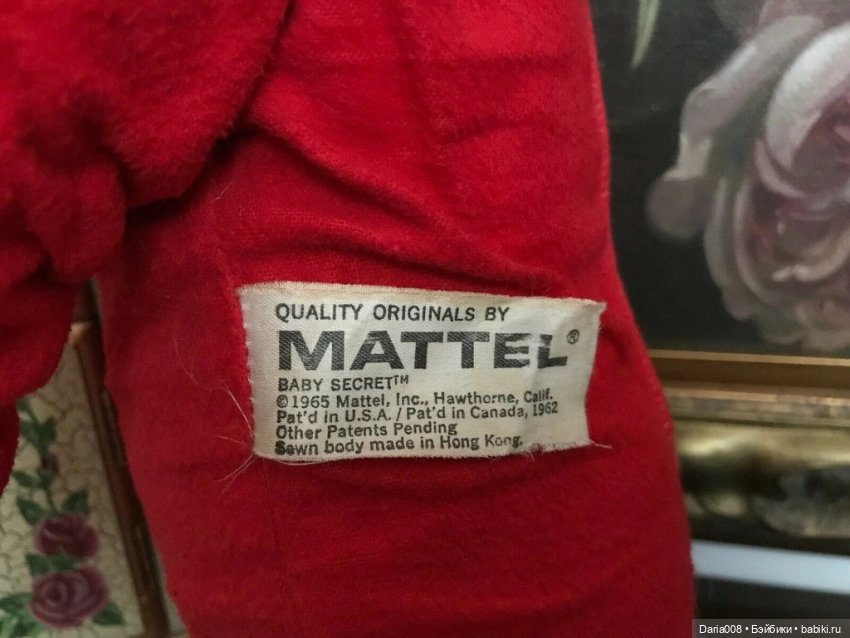 QUALITY ORIGINALS BY
MATTEL®
BABY SECRET™
©1965 Mattel, Inc., Hawthorne, Calif.
Pat'd in U.S.A. / Pat'd in Canada, 1962
Other Patents Pending
Sewn body made in Hong Kong.
Daria008 • Бэйбики • babiki.ru